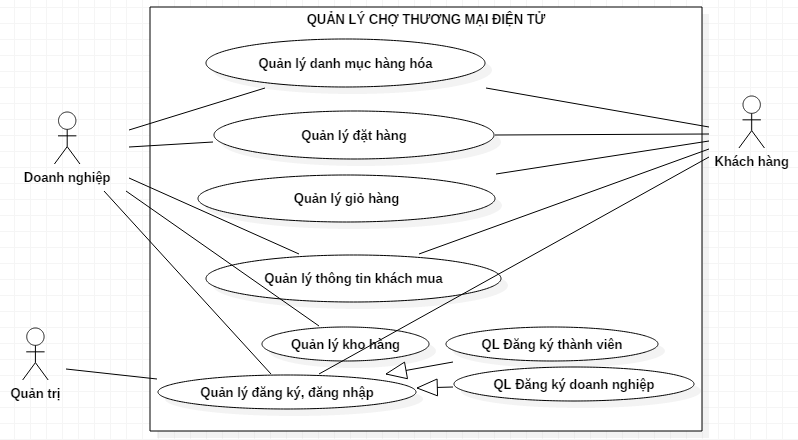 QUẢN LÝ CHỢ THƯƠNG MẠI ĐIỆN TỬ
Quản lý danh mục hàng hóa
Quản lý đặt hàng
Khách hàng
Doanh nghiệp
Quản lý giỏ hàng
Quản lý thông tin khách mua
Quản lý kho hãng
QL Đăng ký thành viên
Quản trị
Quản lý đăng ký, đăng nhập
QL Đăng ký doanh nghiệp